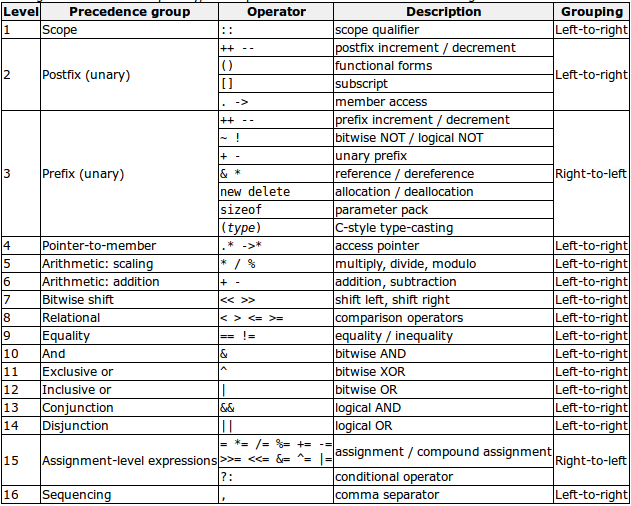 Level Precedence group Operator Description Grouping
1 Scope :: scope qualifier Left-to-right
2 Postfix (unary) ++ -- postfix increment / decrement Left-to-right
() functional forms
[] subscript
. -> member access
3 Prefix (unary) ++ -- prefix increment / decrement Right-to-left
~ ! bitwise NOT / logical NOT
+ - unary prefix
& * reference / dereference
new delete allocation / deallocation
sizeof parameter pack
(type) C-style type-casting
4 Pointer-to-member .* ->* access pointer Left-to-right
5 Arithmetic: scaling * / % multiply, divide, modulo Left-to-right
6 Arithmetic: addition + - addition, subtraction Left-to-right
7 Bitwise shift << >> shift left, shift right Left-to-right
8 Relational < > <= >= comparison operators Left-to-right
9 Equality == != equality / inequality Left-to-right
10 And & bitwise AND Left-to-right
11 Exclusive or ^ bitwise XOR Left-to-right
12 Inclusive or | bitwise OR Left-to-right
13 Conjunction && logical AND Left-to-right
14 Disjunction || logical OR Left-to-right
15 Assignment-level expressions = *= /= %= += -= assignment / compound assignment Right-to-left
>>= <<= &= ^= |=
?: conditional operator
16 Sequencing , comma separator Left-to-right